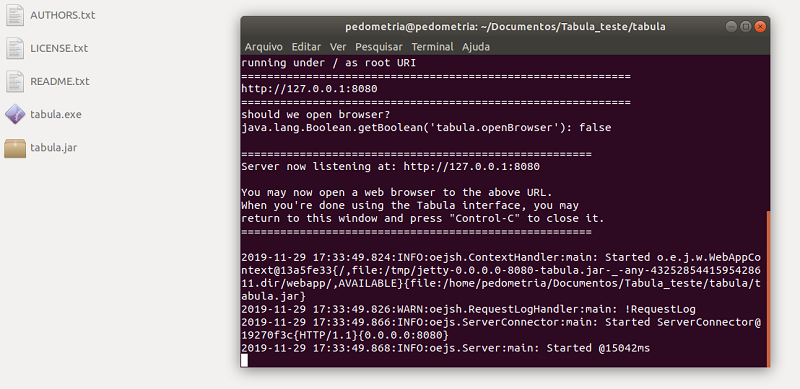 AUTHORS.txt
LICENSE.txt
README.txt
tabula.exe
tabula.jar
pedometria@pedometria: ~/Documentos/Tabula_teste/tabula
Arquivo Editar Ver Pesquisar Terminal Ajuda
running under / as root URI
============================================================
http://127.0.0.1:8080
============================================================
should we open browser?
java.lang.Boolean.getBoolean('tabula.openBrowser'): false
======================================================
Server now listening at: http://127.0.0.1:8080
You may now open a web browser to the above URL.
When you're done using the Tabula interface, you may
return to this window and press "Control-C" to close it.
======================================================
2019-11-29 17:33:49.824:INFO:oejsh.ContextHandler:main: Started o.e.j.w.WebAppCo
ntext@13a5fe33{/,file:/tmp/jetty-0.0.0.0-8080-tabula.jar-_-any-43252854415954286
11.dir/webapp/,AVAILABLE}{file:/home/pedometria/Documentos/Tabula_teste/tabula/t
abula.jar}
2019-11-29 17:33:49.826:WARN:oejsh.RequestLogHandler:main: !RequestLog
2019-11-29 17:33:49.866:INFO:oejs.ServerConnector:main: Started ServerConnector@
19270f3c{HTTP/1.1}{0.0.0.0:8080}
2019-11-29 17:33:49.868:INFO:oejs.Server:main: Started @15042ms